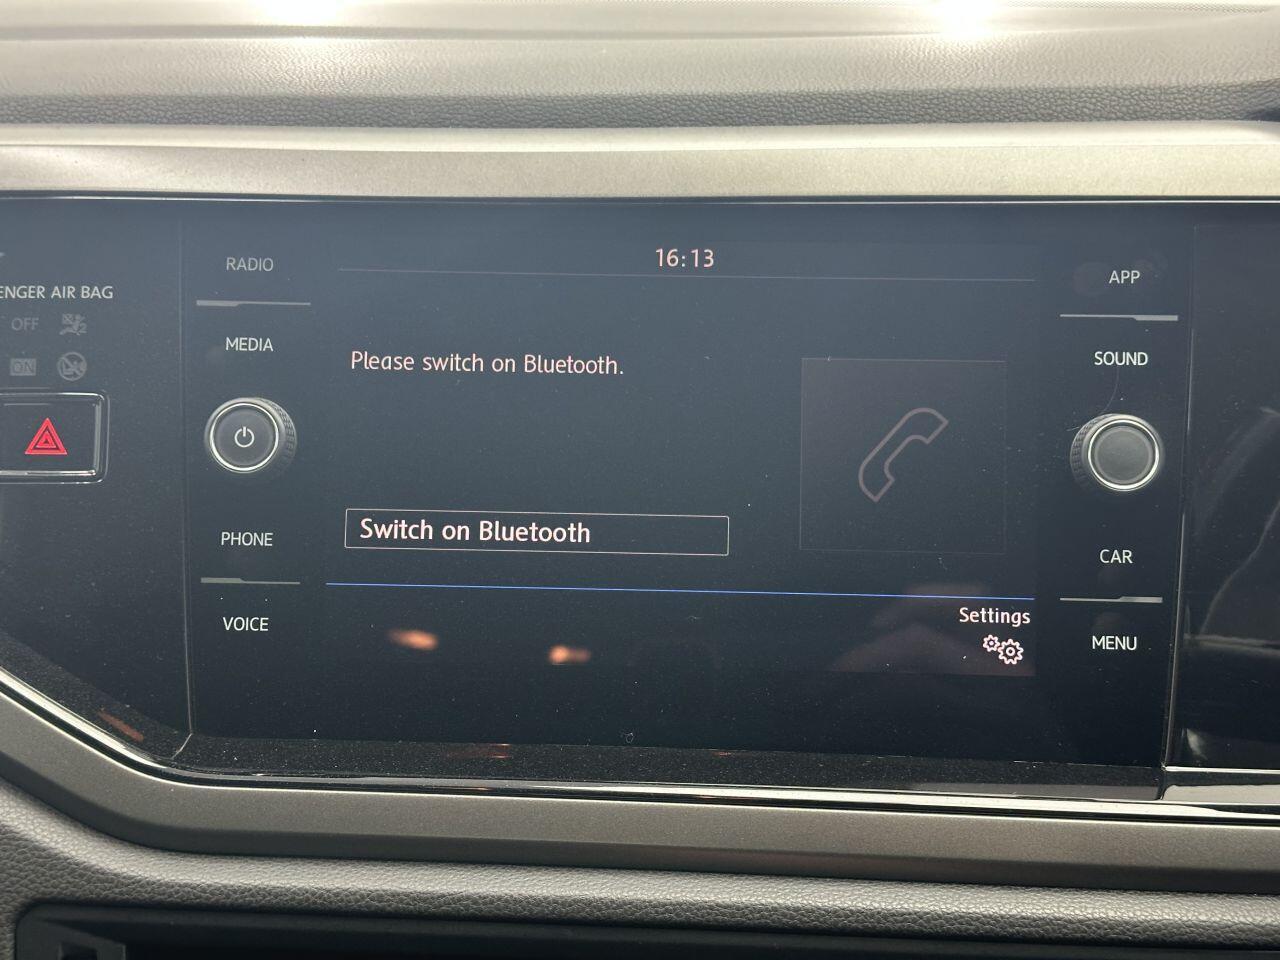 ENGER AIR BAG
OFF
ON
RADIO
MEDIA
PHONE
VOICE
16:13
Please switch on Bluetooth.
Switch on Bluetooth
Settings
APP
SOUND
CAR
MENU